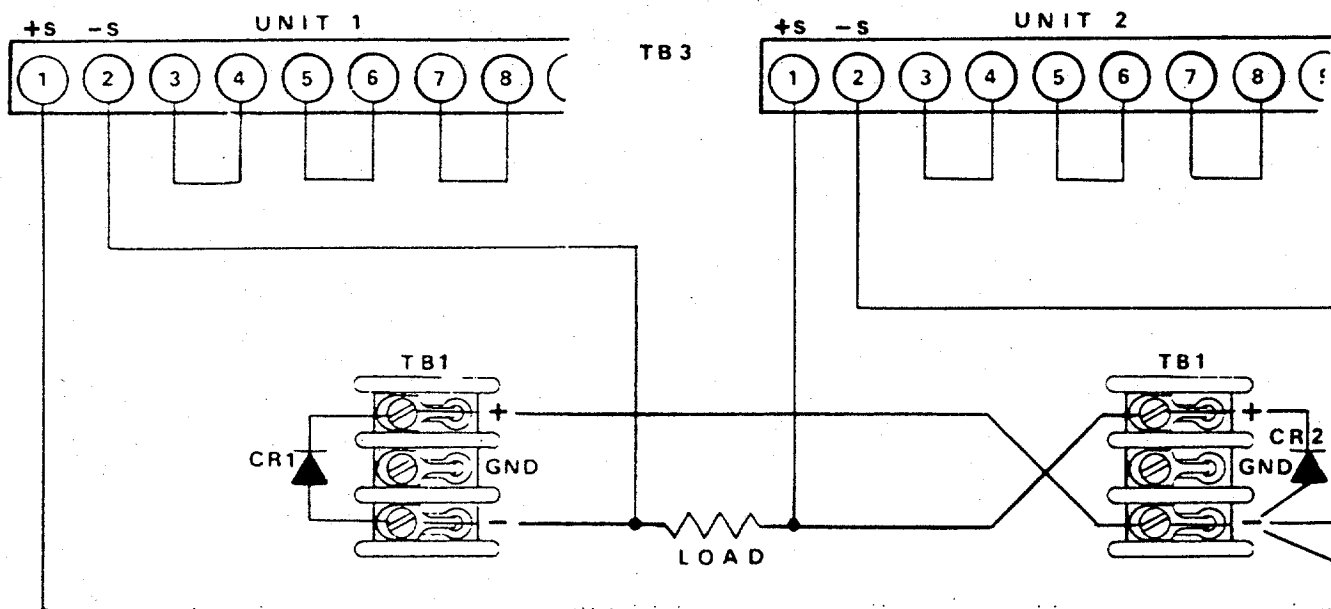 +S -S UNIT 1
1 2 3 4 5 6 7 8
TB3
+S -S UNIT 2
1 2 3 4 5 6 7 8
TB1
+
CR1
GND
-
LOAD
TB1
+
CR2
GND
-